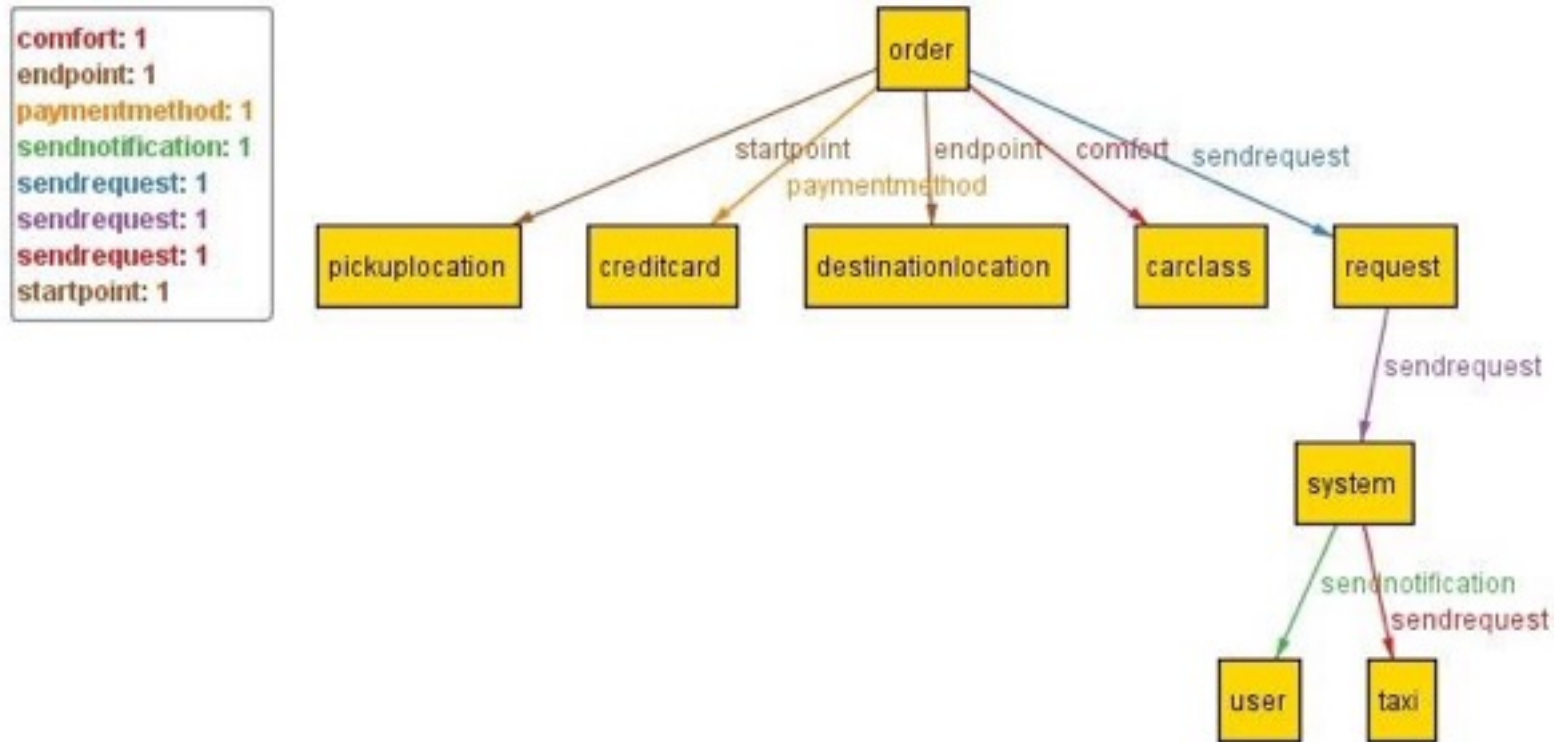 comfort: 1
endpoint: 1
paymentmethod: 1
sendnotification: 1
sendrequest: 1
sendrequest: 1
sendrequest: 1
startpoint: 1
order
startpoint
endpoint
comfort
sendrequest
paymentmethod
pickuplocation
creditcard
destinationlocation
carclass
request
sendrequest
system
sendnotification
sendrequest
user
taxi